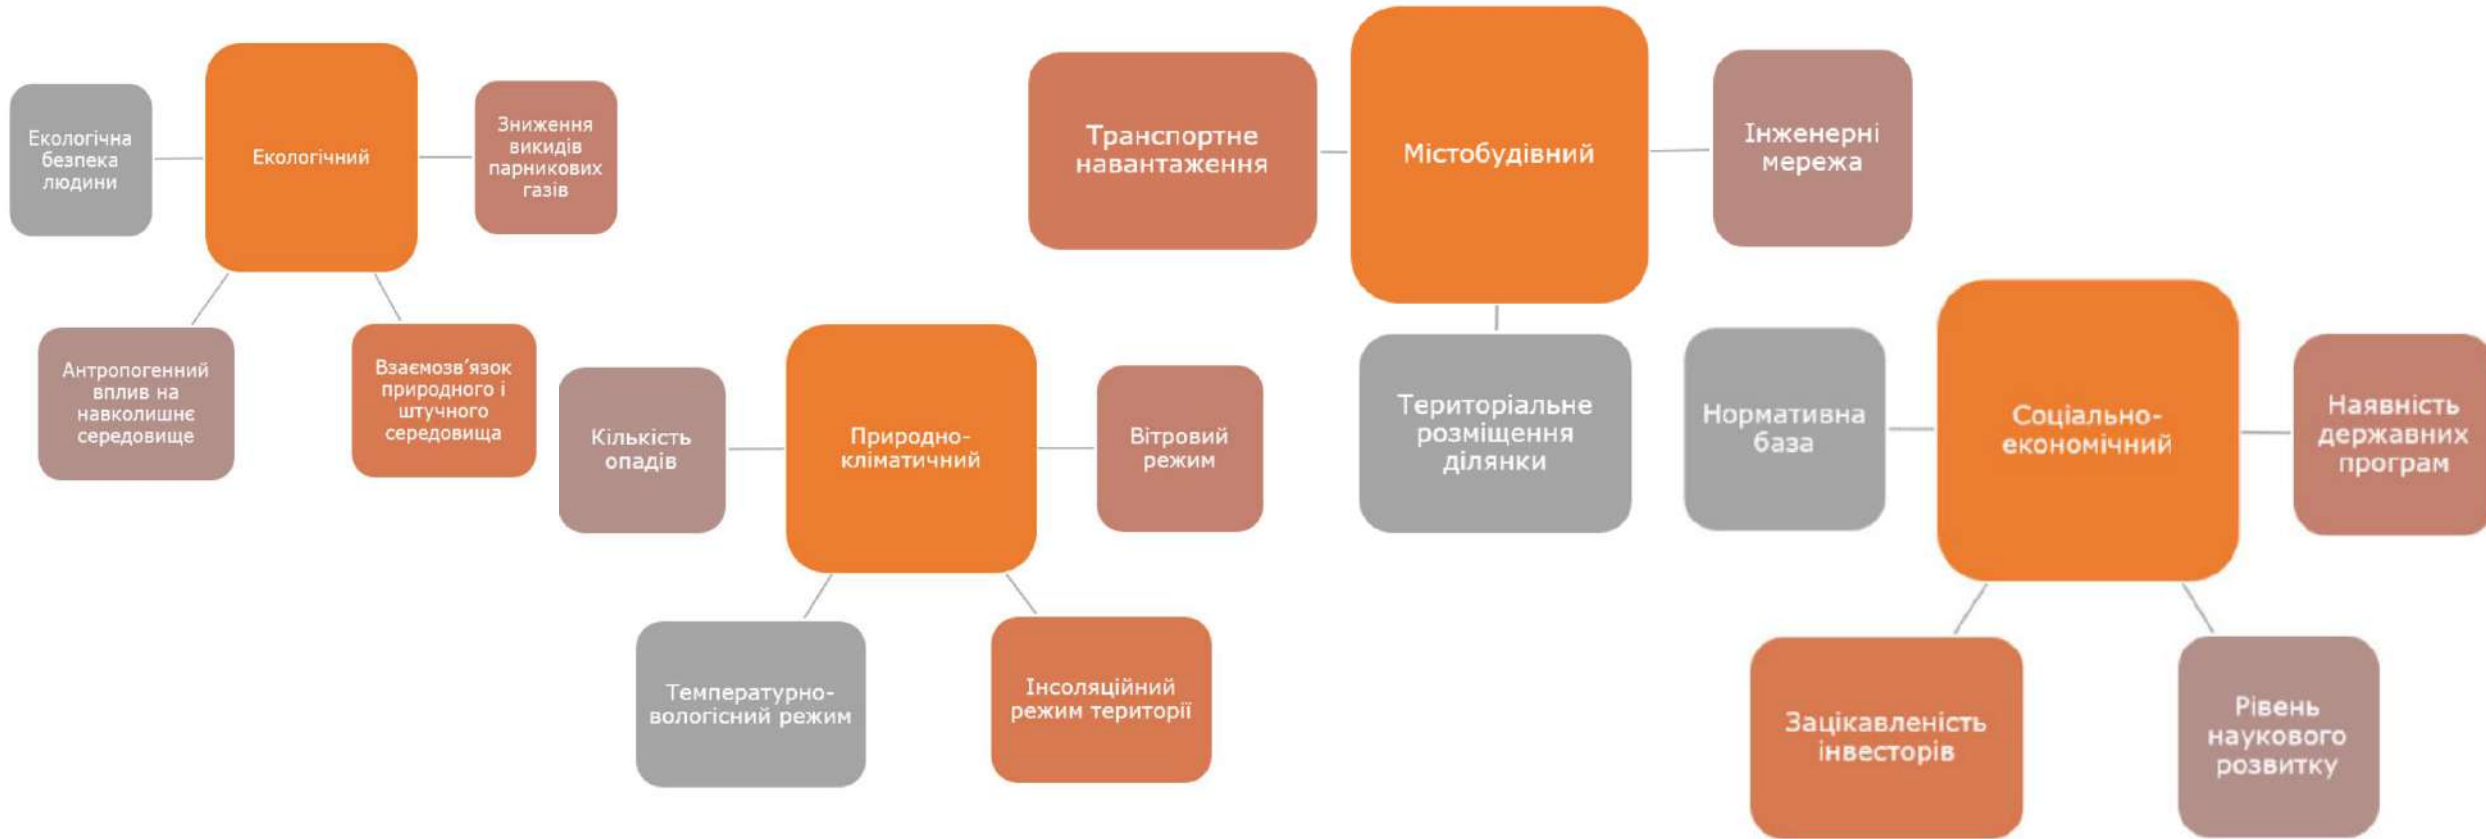 Екологічна
безпека
людини
Екологічний
Зниження
викидів
парникових
газів
Антропогенний
вплив на
навколишнє
середовище
Взаємозв'язок
природного і
штучного
середовища
Кількість
опадів
Природно-
кліматичний
Вітровий
режим
Температурно-
вологісний режим
Інсоляційний
режим території
Транспортне
навантаження
Містобудівний
Інженерні
мережа
Територіальне
розміщення
ділянки
Нормативна
база
Соціально-
економічний
Наявність
державних
програм
Зацікавленість
інвесторів
Рівень
наукового
розвитку